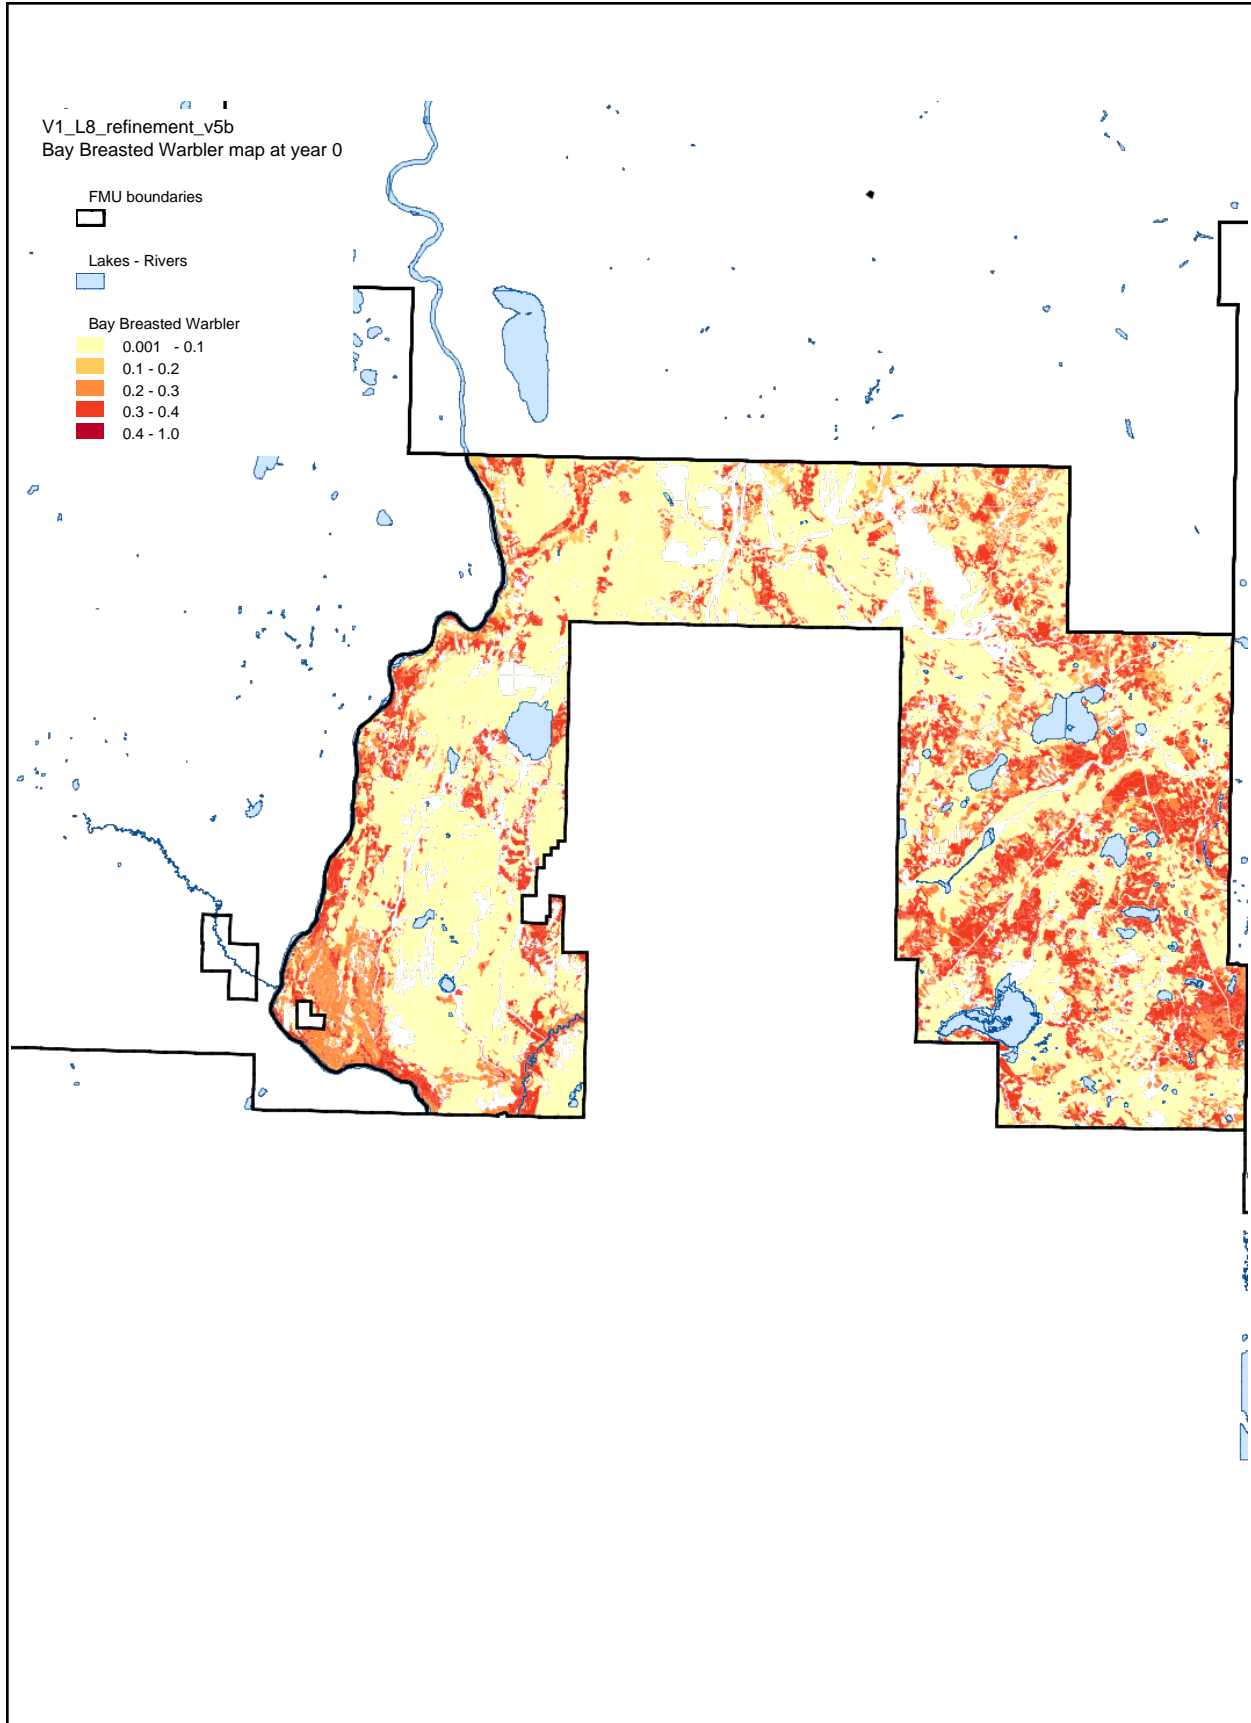 V1_L8_refinement_v5b
Bay Breasted Warbler map at year 0
FMU boundaries
Lakes - Rivers
Bay Breasted Warbler
0.001 - 0.1
0.1 - 0.2
0.2 - 0.3
0.3 - 0.4
0.4 - 1.0